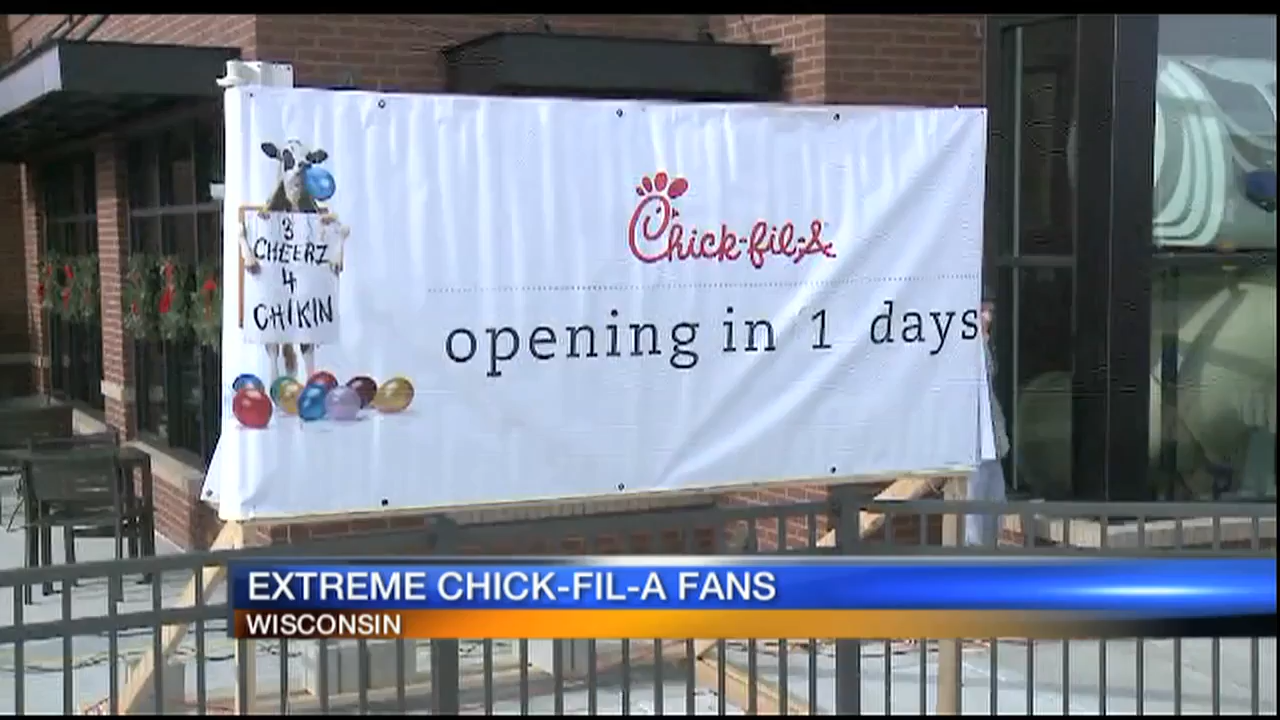 3
CHEERZ
4
CHIKIN
Chick-fil-A
opening in 1 days
EXTREME CHICK-FIL-A FANS
WISCONSIN